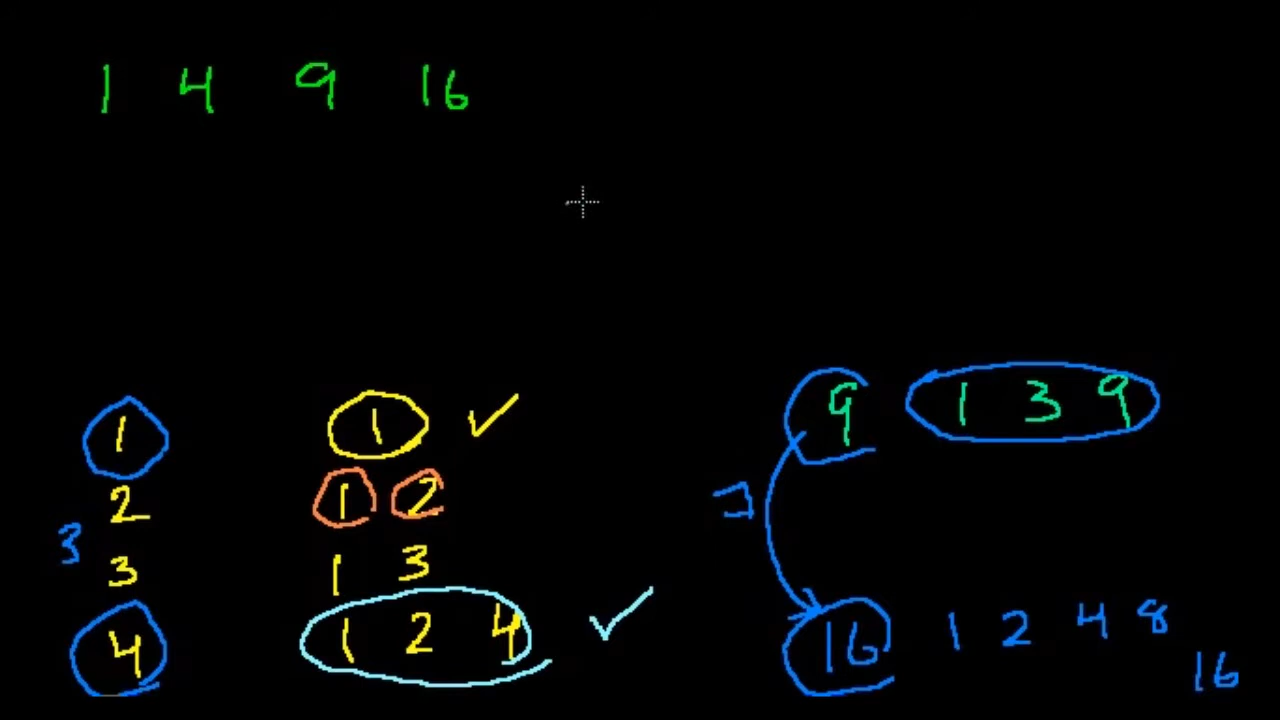 1 4 9 16
1 1 ✓
2 1 2
3
3 1 3
4 1 2 4 ✓
9 1 3 9
7
16 1 2 4 8
16